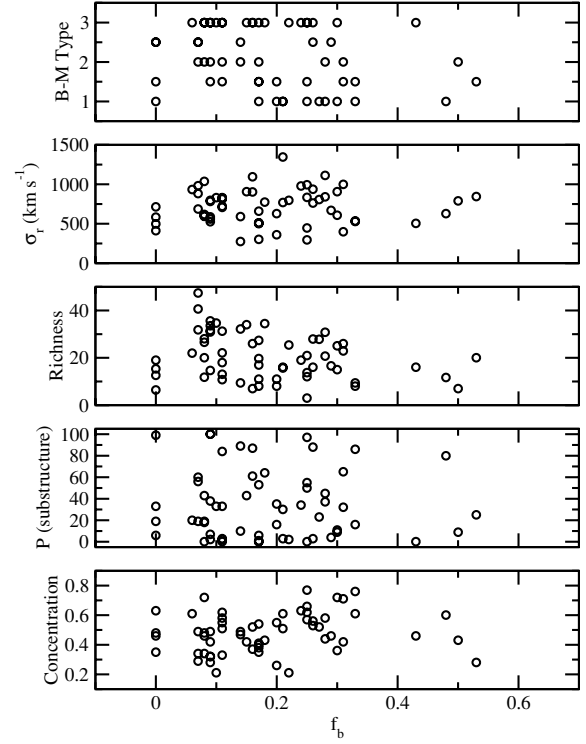 3
2
1
B-M Type
1500
1000
500
0
σr (km s-1)
40
20
0
Richness
100
80
60
40
20
0
P (substructure)
0.8
0.6
0.4
0.2
Concentration
0 0.2 0.4 0.6
f_b